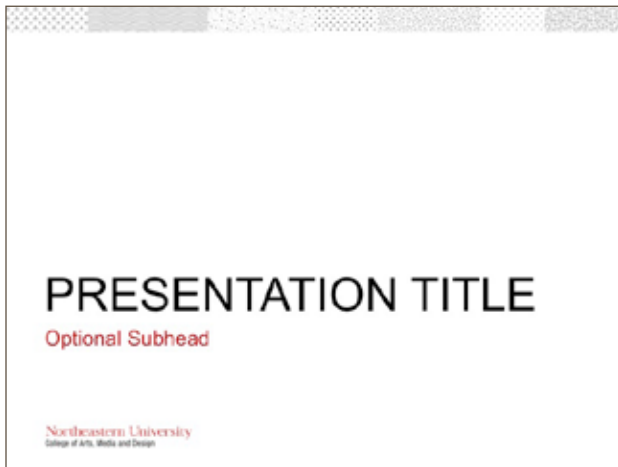 PRESENTATION TITLE
Optional Subhead
Northeastern University
College of Arts, Media and Design